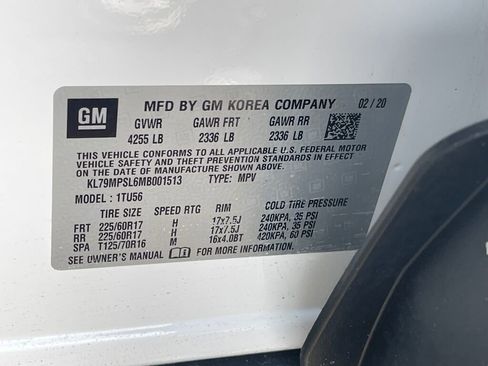 GM
MFD BY GM KOREA COMPANY 02/20
GVWR GAWR FRT GAWR RR
4255 LB 2336 LB 2336 LB
THIS VEHICLE CONFORMS TO ALL APPLICABLE U.S. FEDERAL MOTOR
VEHICLE SAFETY AND THEFT PREVENTION STANDARDS IN EFFECT ON THE
DATE OF MANUFACTURE SHOWN ABOVE.
KL79MPSL6MB001513 TYPE: MPV
MODEL : 1TU56
TIRE SIZE SPEED RTG RIM COLD TIRE PRESSURE
FRT 225/60R17 H 17x7.5J 240KPA, 35 PSI
RR 225/60R17 H 17x7.5J 240KPA, 35 PSI
SPA T125/70R16 M 16x4.0BT 420KPA, 60 PSI
SEE OWNER'S MANUAL FOR MORE INFORMATION